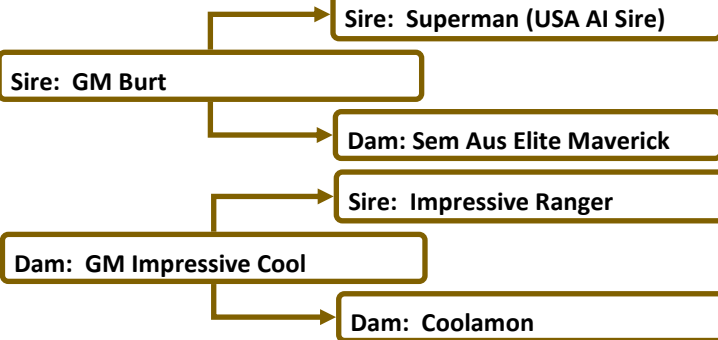 Sire: Superman (USA AI Sire)
Sire: GM Burt
Dam: Sem Aus Elite Maverick
Sire: Impressive Ranger
Dam: GM Impressive Cool
Dam: Coolamon